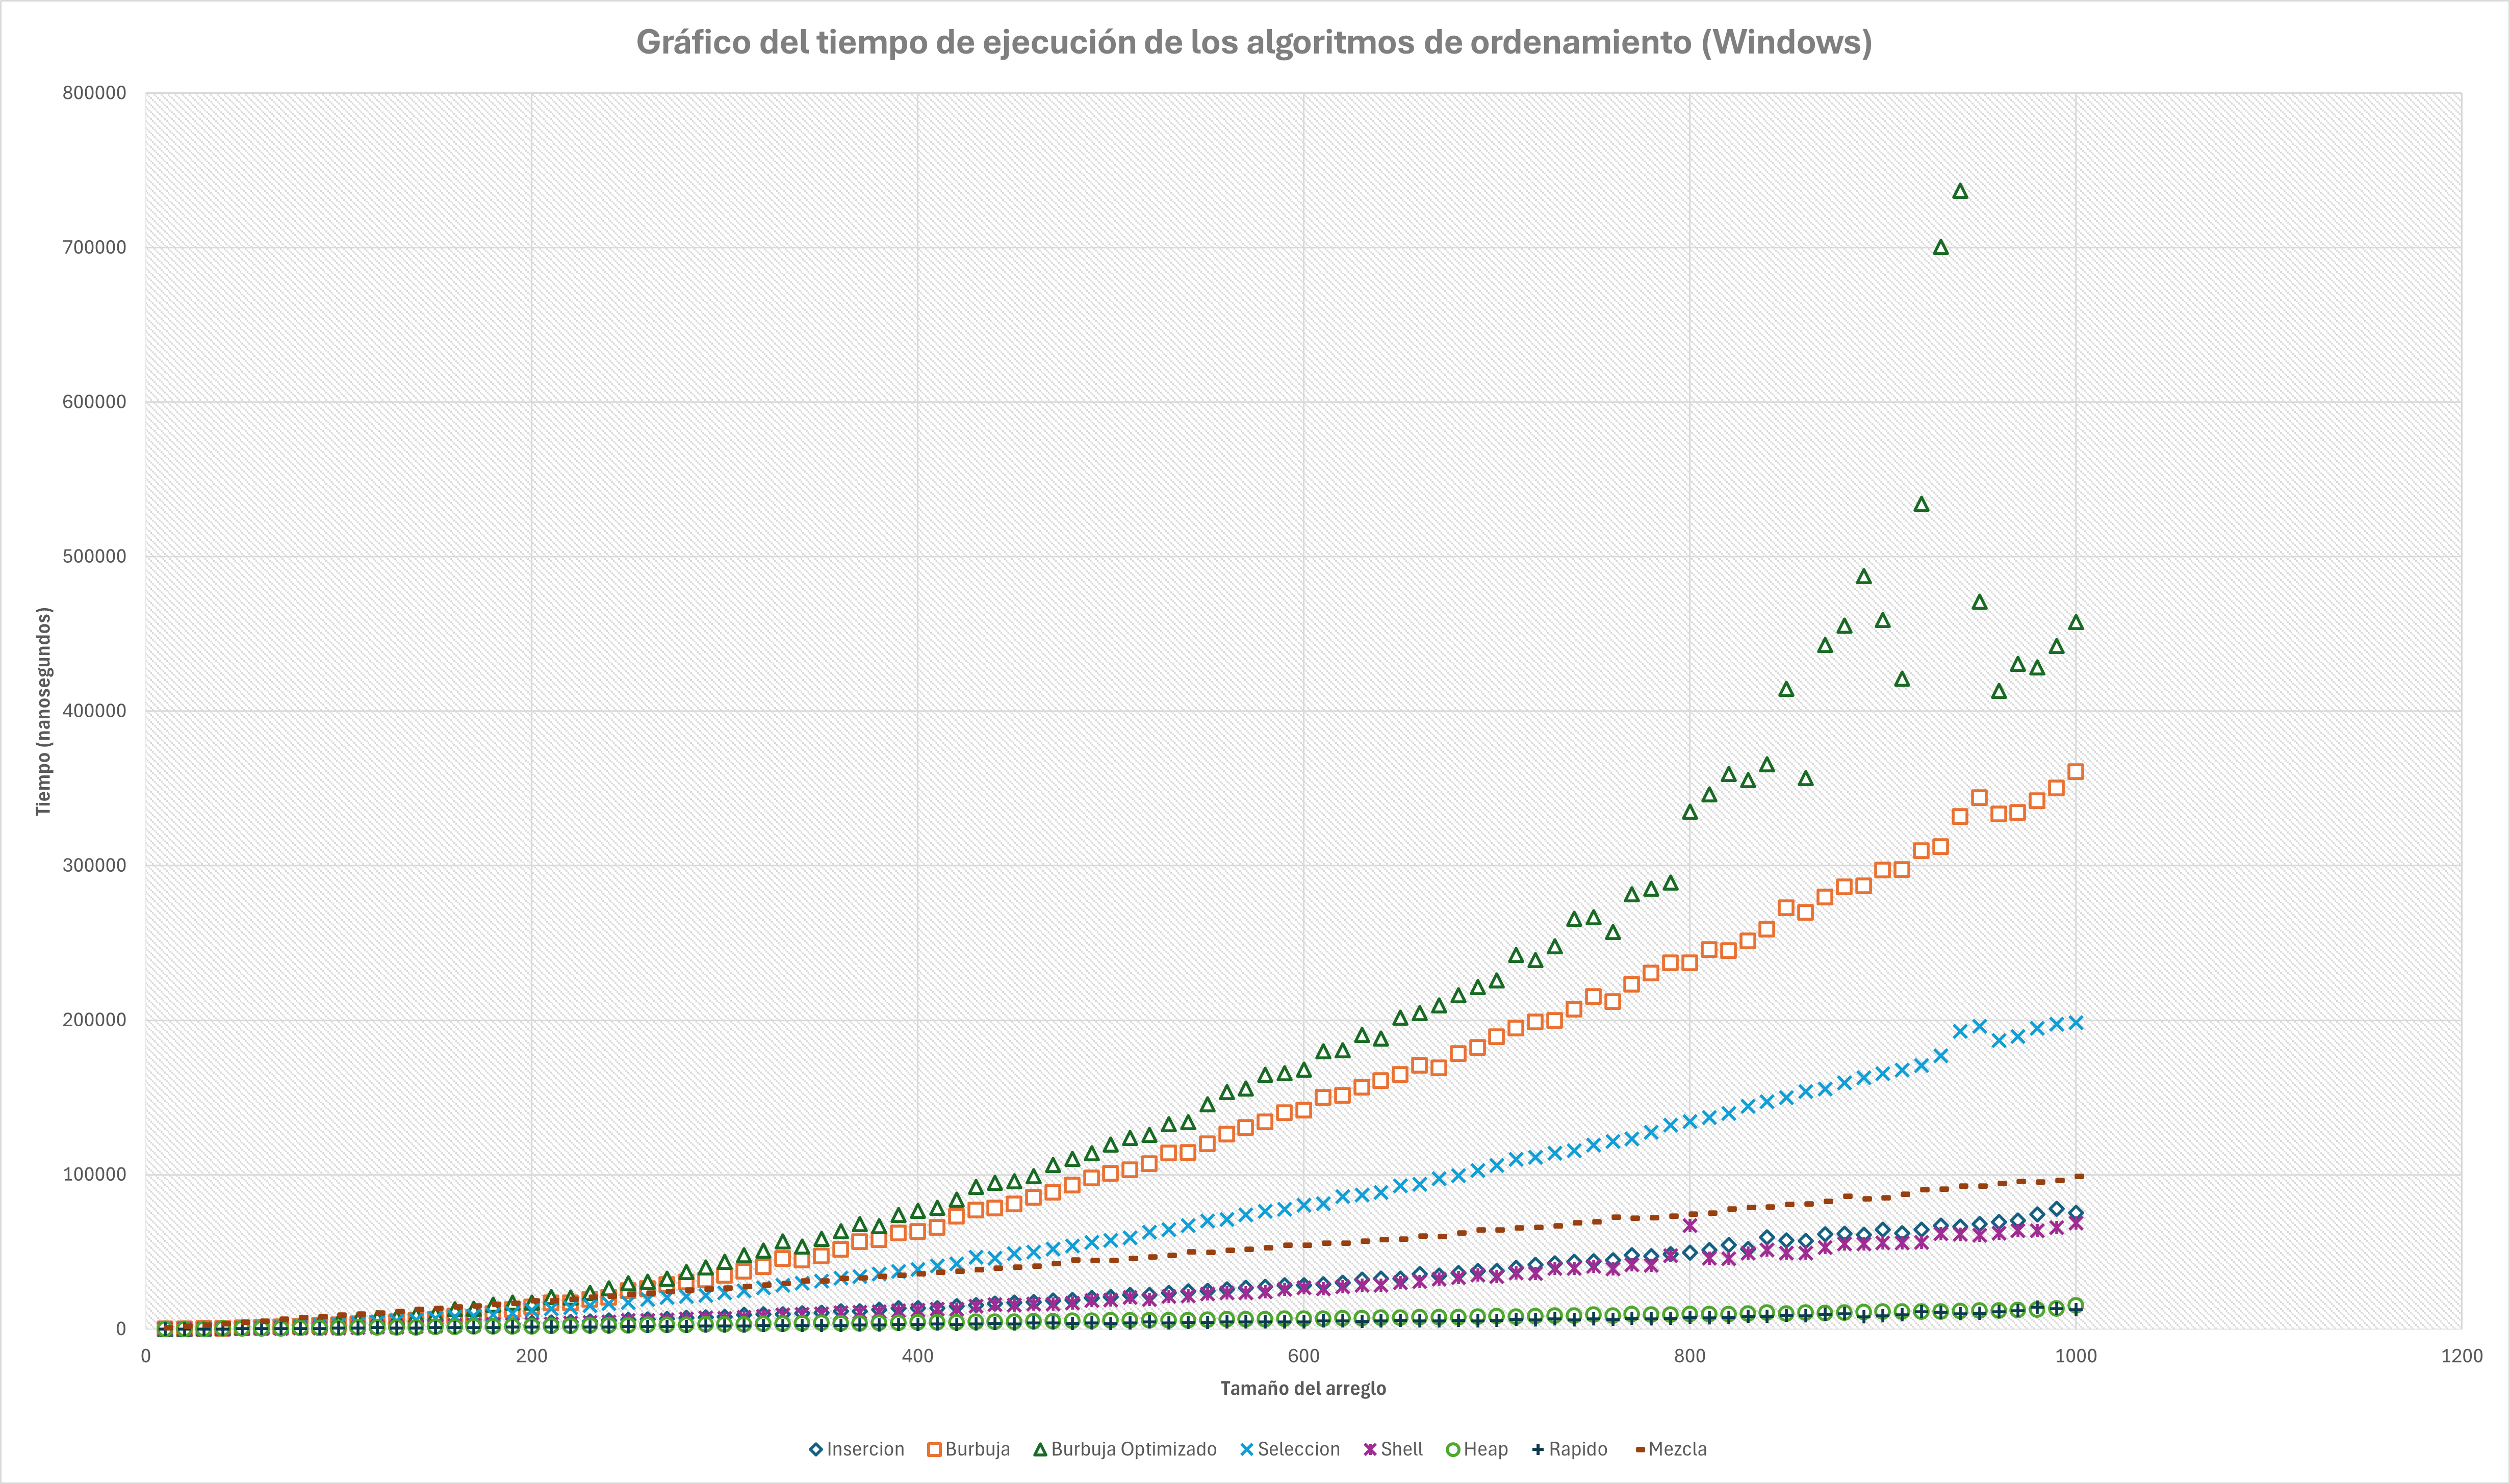 Gráfico del tiempo de ejecución de los algoritmos de ordenamiento (Windows)
800000
700000
600000
500000
400000
300000
200000
100000
0
Tiempo (nanosegundos)
0 200 400 600 800 1000 1200
Tamaño del arreglo
Insercion Burbuja Burbuja Optimizado Seleccion Shell Heap Rapido Mezcla